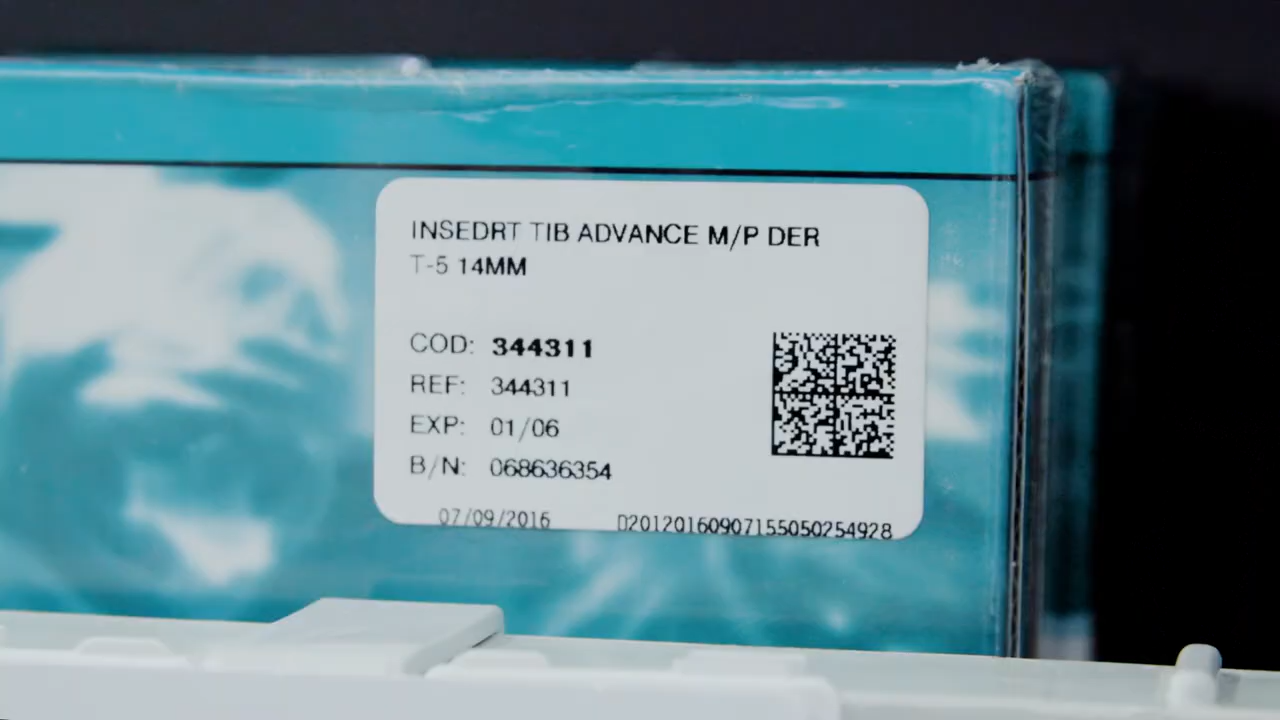 INSEDRT TIB ADVANCE M/P DER
T-5 14MM
COD: 344311
REF: 344311
EXP: 01/06
B/N: 068636354
07/09/2016 D20120160907155050254928